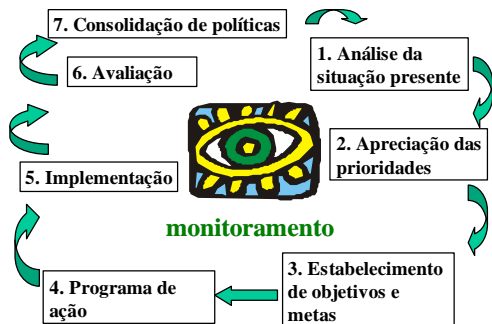 7. Consolidação de políticas
1. Análise da
situação presente
6. Avaliação
2. Apreciação das
prioridades
5. Implementação
monitoramento
3. Estabelecimento
de objetivos e
metas
4. Programa de
ação